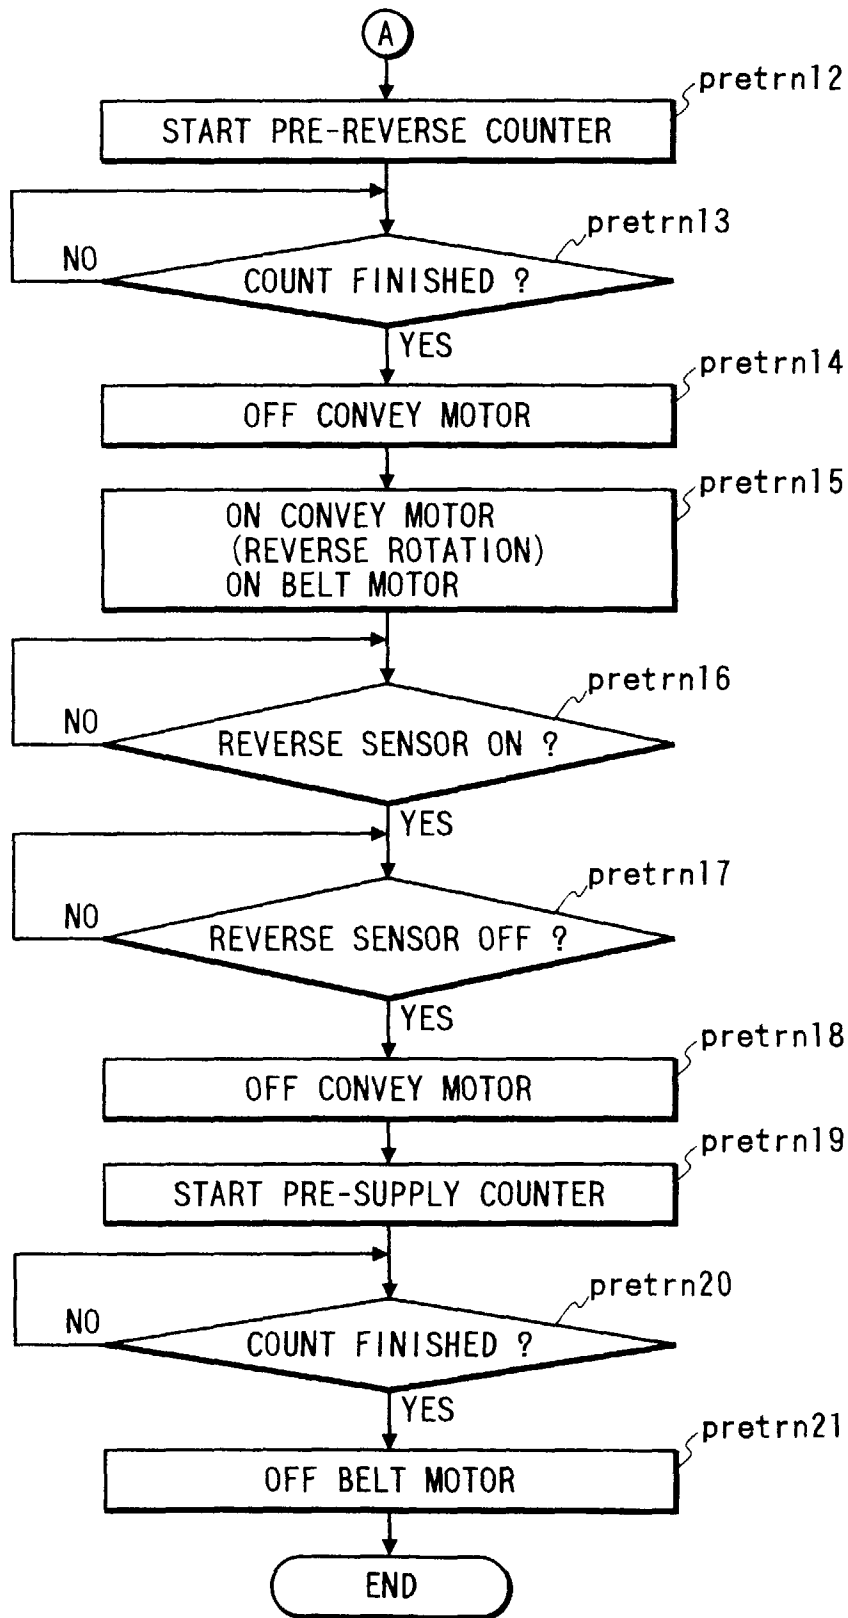 A
pretrn12
START PRE-REVERSE COUNTER
pretrn13
NO
COUNT FINISHED ?
YES
pretrn14
OFF CONVEY MOTOR
pretrn15
ON CONVEY MOTOR
(REVERSE ROTATION)
ON BELT MOTOR
pretrn16
NO
REVERSE SENSOR ON ?
YES
pretrn17
NO
REVERSE SENSOR OFF ?
YES
pretrn18
OFF CONVEY MOTOR
pretrn19
START PRE-SUPPLY COUNTER
pretrn20
NO
COUNT FINISHED ?
YES
pretrn21
OFF BELT MOTOR
END